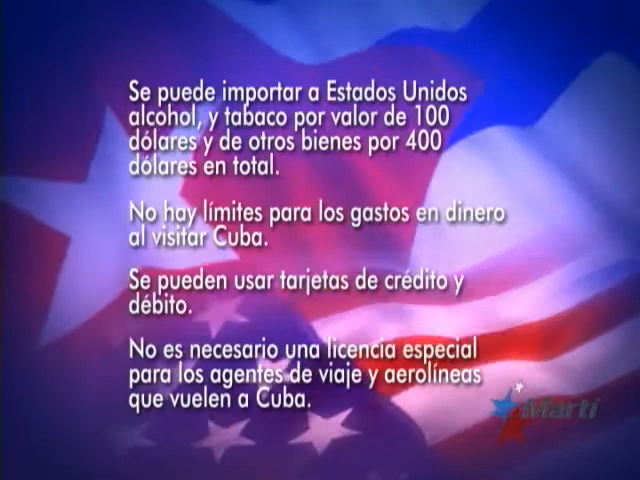 Se puede importar a Estados Unidos
alcohol, y tabaco por valor de 100
dólares y de otros bienes por 400
dólares en total.
No hay límites para los gastos en dinero
al visitar Cuba.
Se pueden usar tarjetas de crédito y
débito.
No es necesario una licencia especial
para los agentes de viaje y aerolíneas
que vuelen a Cuba.
Martí